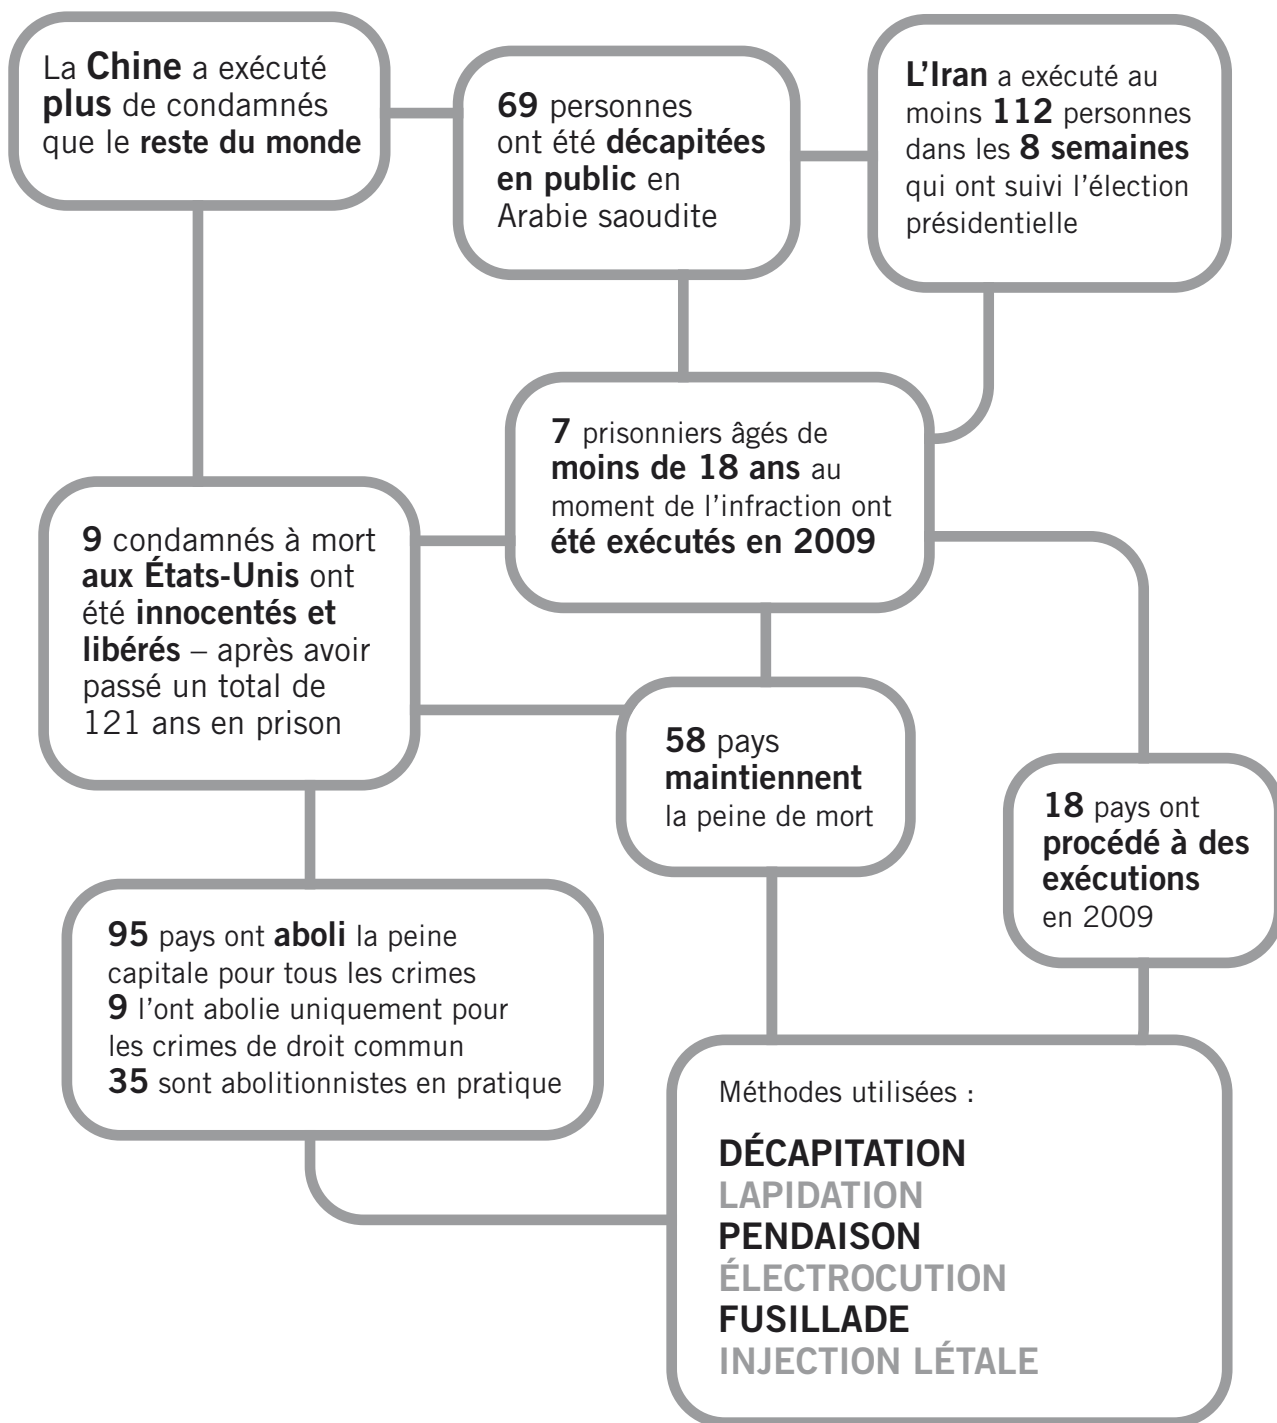 La Chine a exécuté
plus de condamnés
que le reste du monde
69 personnes
ont été décapitées
en public en
Arabie saoudite
L’Iran a exécuté au
moins 112 personnes
dans les 8 semaines
qui ont suivi l’élection
présidentielle
7 prisonniers âgés de
moins de 18 ans au
moment de l’infraction ont
été exécutés en 2009
9 condamnés à mort
aux États-Unis ont
été innocentés et
libérés – après avoir
passé un total de
121 ans en prison
58 pays
maintiennent
la peine de mort
18 pays ont
procédé à des
exécutions
en 2009
95 pays ont aboli la peine
capitale pour tous les crimes
9 l’ont abolie uniquement pour
les crimes de droit commun
35 sont abolitionnistes en pratique
Méthodes utilisées :
DÉCAPITATION
LAPIDATION
PENDAISON
ÉLECTROCUTION
FUSILLADE
INJECTION LÉTALE